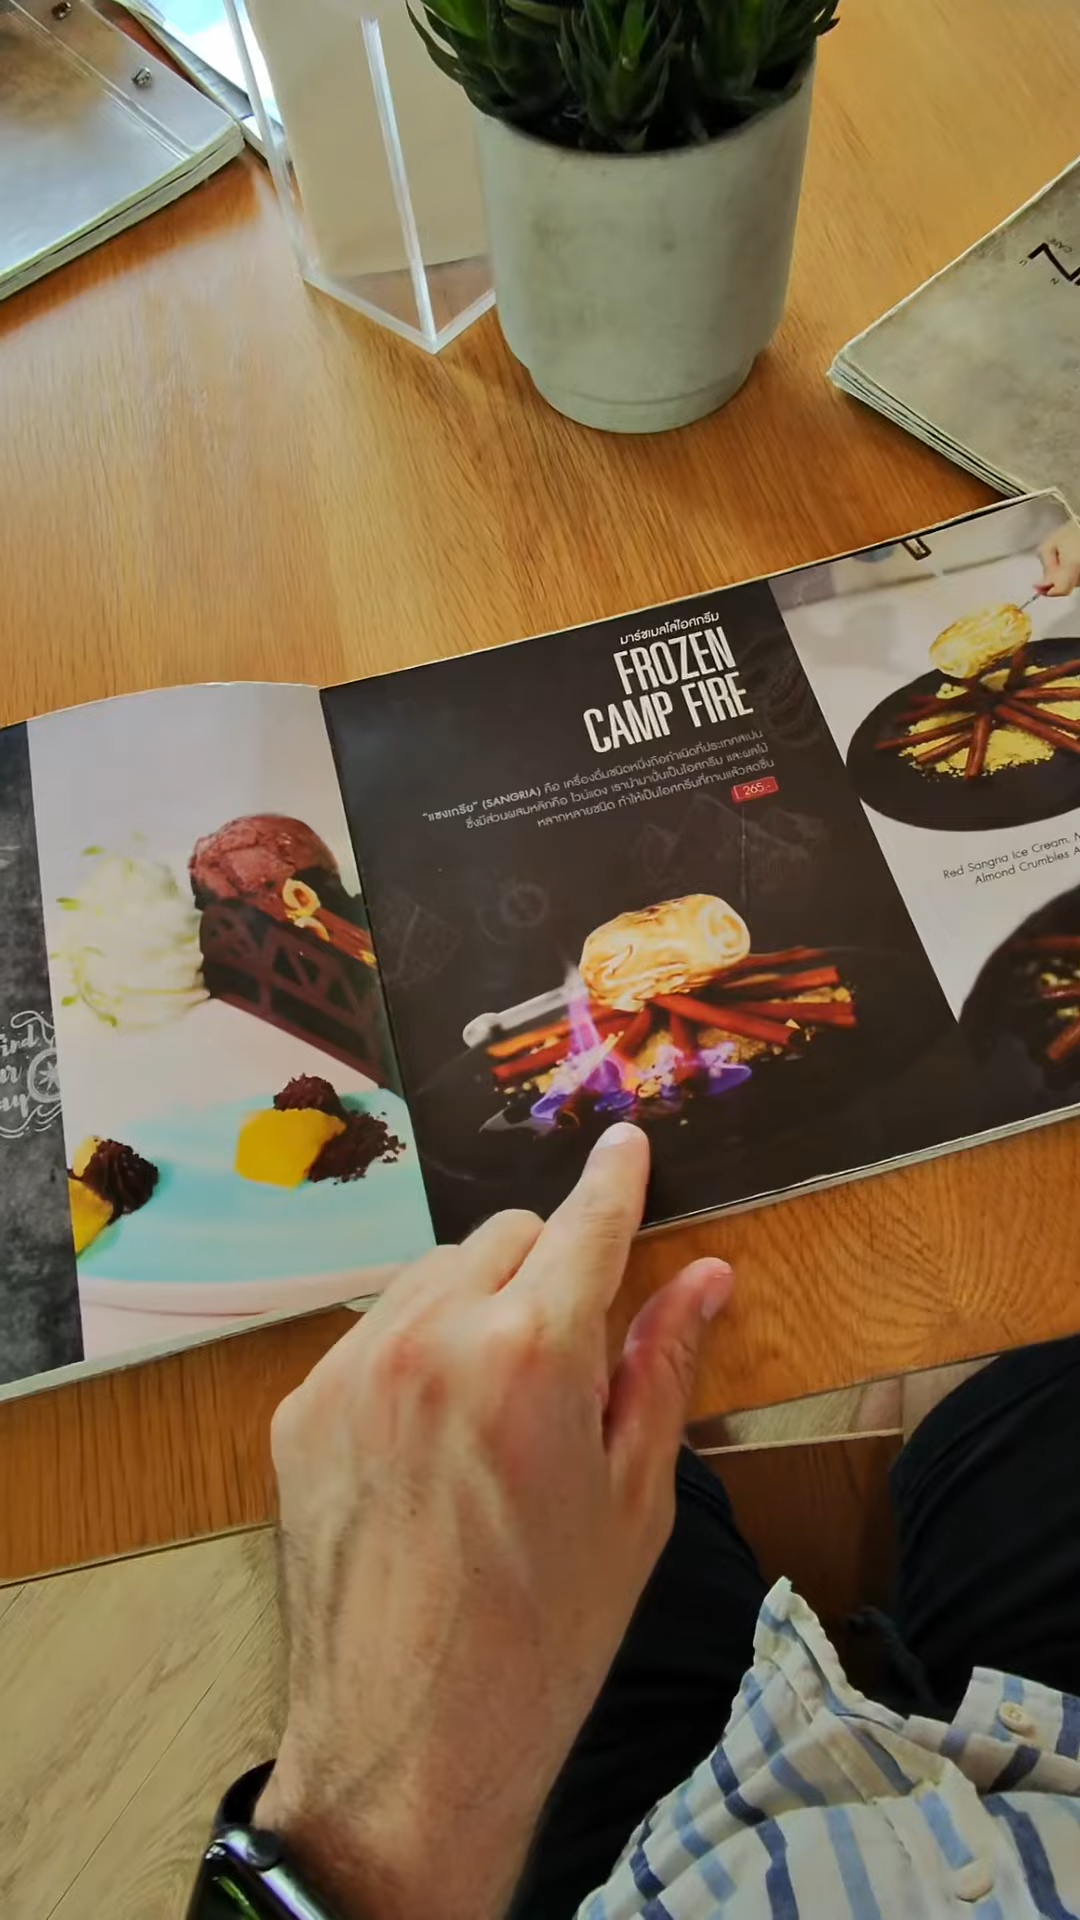 มาร์ชเมลโล่ไอศกรีม
FROZEN
CAMP FIRE
"แซงเกรีย" (SANGRIA) คือ เครื่องดื่มชนิดหนึ่งถือกำเนิดที่ประเทศสเปน
ซึ่งมีส่วนผสมหลักคือ ไวน์แดง เรานำมาปั่นเป็นไอศกรีม และผลไม้
หลากหลายชนิด ทำให้เป็นไอศกรีมที่ทานแล้วสดชื่น
265.-
Red Sangria Ice Cream,
Almond Crumbles
CAFE